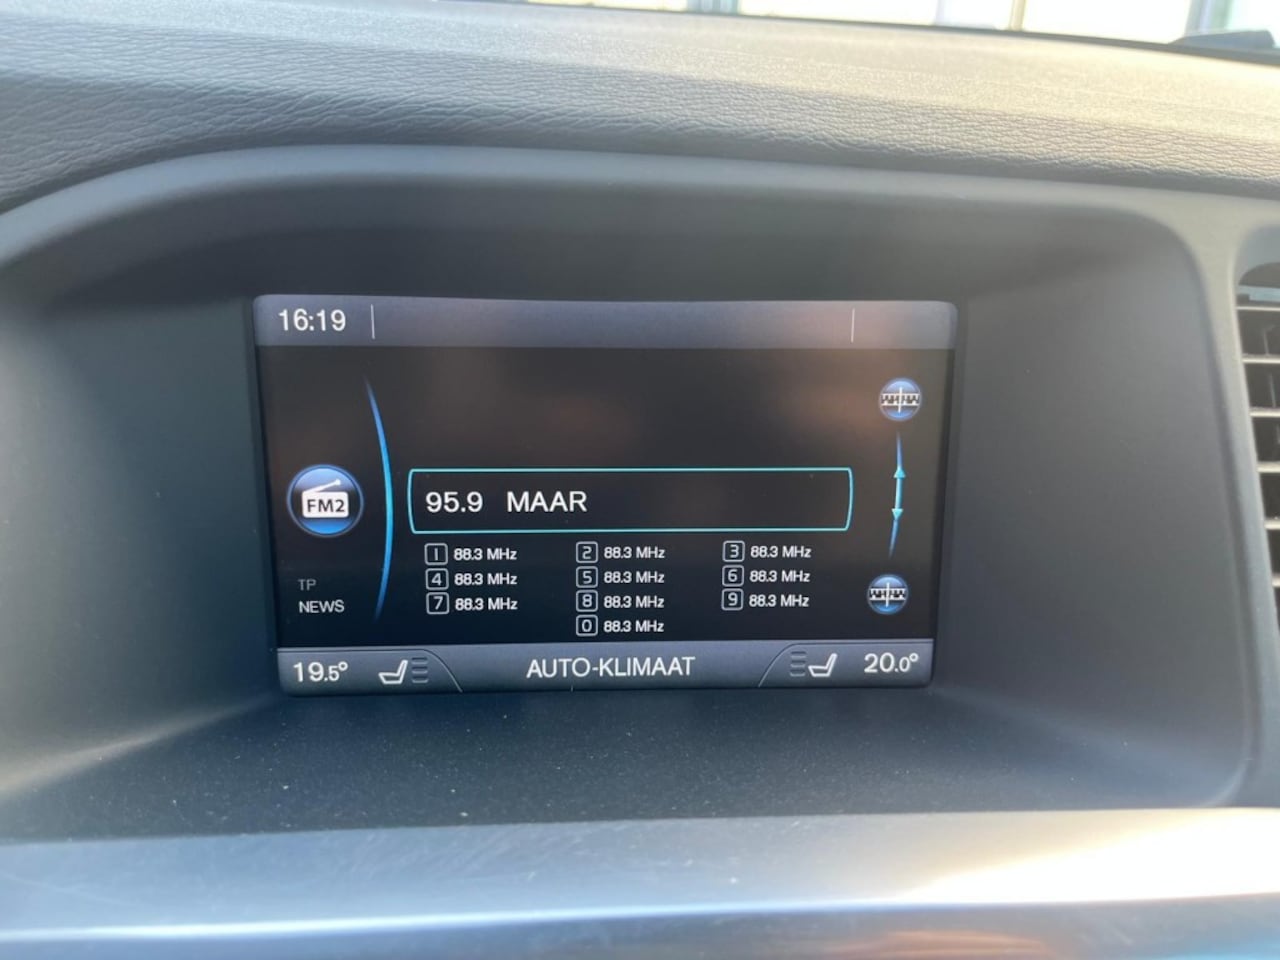 16:19
FM2
95.9 MAAR
1 88.3 MHz 2 88.3 MHz 3 88.3 MHz
4 88.3 MHz 5 88.3 MHz 6 88.3 MHz
7 88.3 MHz 8 88.3 MHz 9 88.3 MHz
0 88.3 MHz
TP
NEWS
19.5° AUTO-KLIMAAT 20.0°